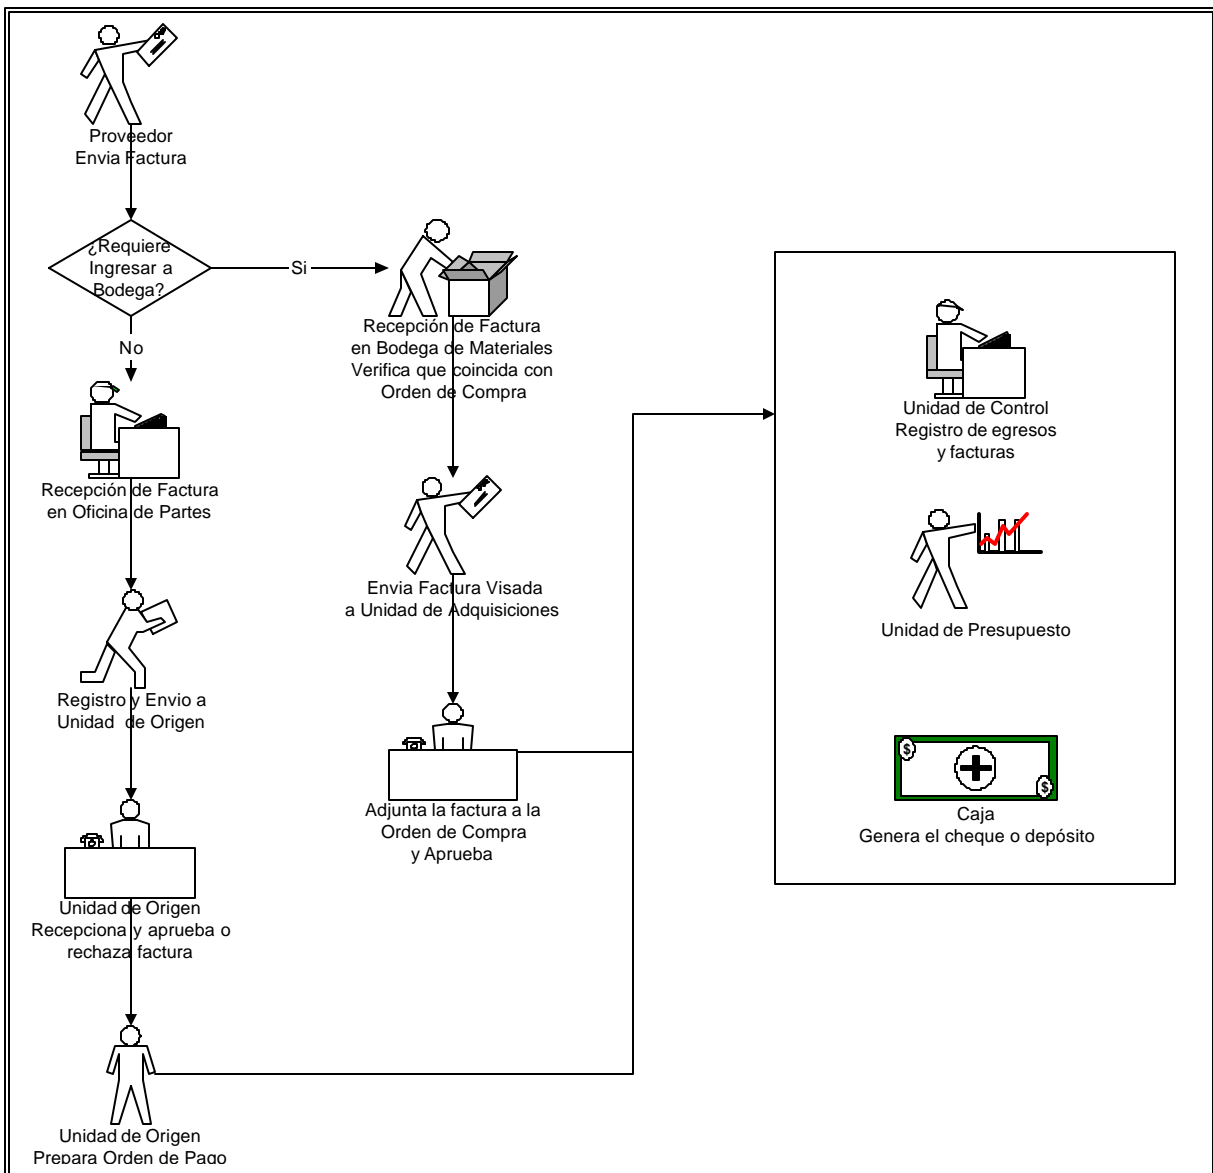 Proveedor
Envia Factura
¿Requiere
Ingresar a
Bodega?
Si
No
Recepción de Factura
en Bodega de Materiales
Verifica que coincida con
Orden de Compra
Recepción de Factura
en Oficina de Partes
Envia Factura Visada
a Unidad de Adquisiciones
Registro y Envio a
Unidad de Origen
Adjunta la factura a la
Orden de Compra
y Aprueba
Unidad de Origen
Recepciona y aprueba o
rechaza factura
Unidad de Origen
Prepara Orden de Pago
Unidad de Control
Registro de egresos
y facturas
Unidad de Presupuesto
$
$
Caja
Genera el cheque o depósito